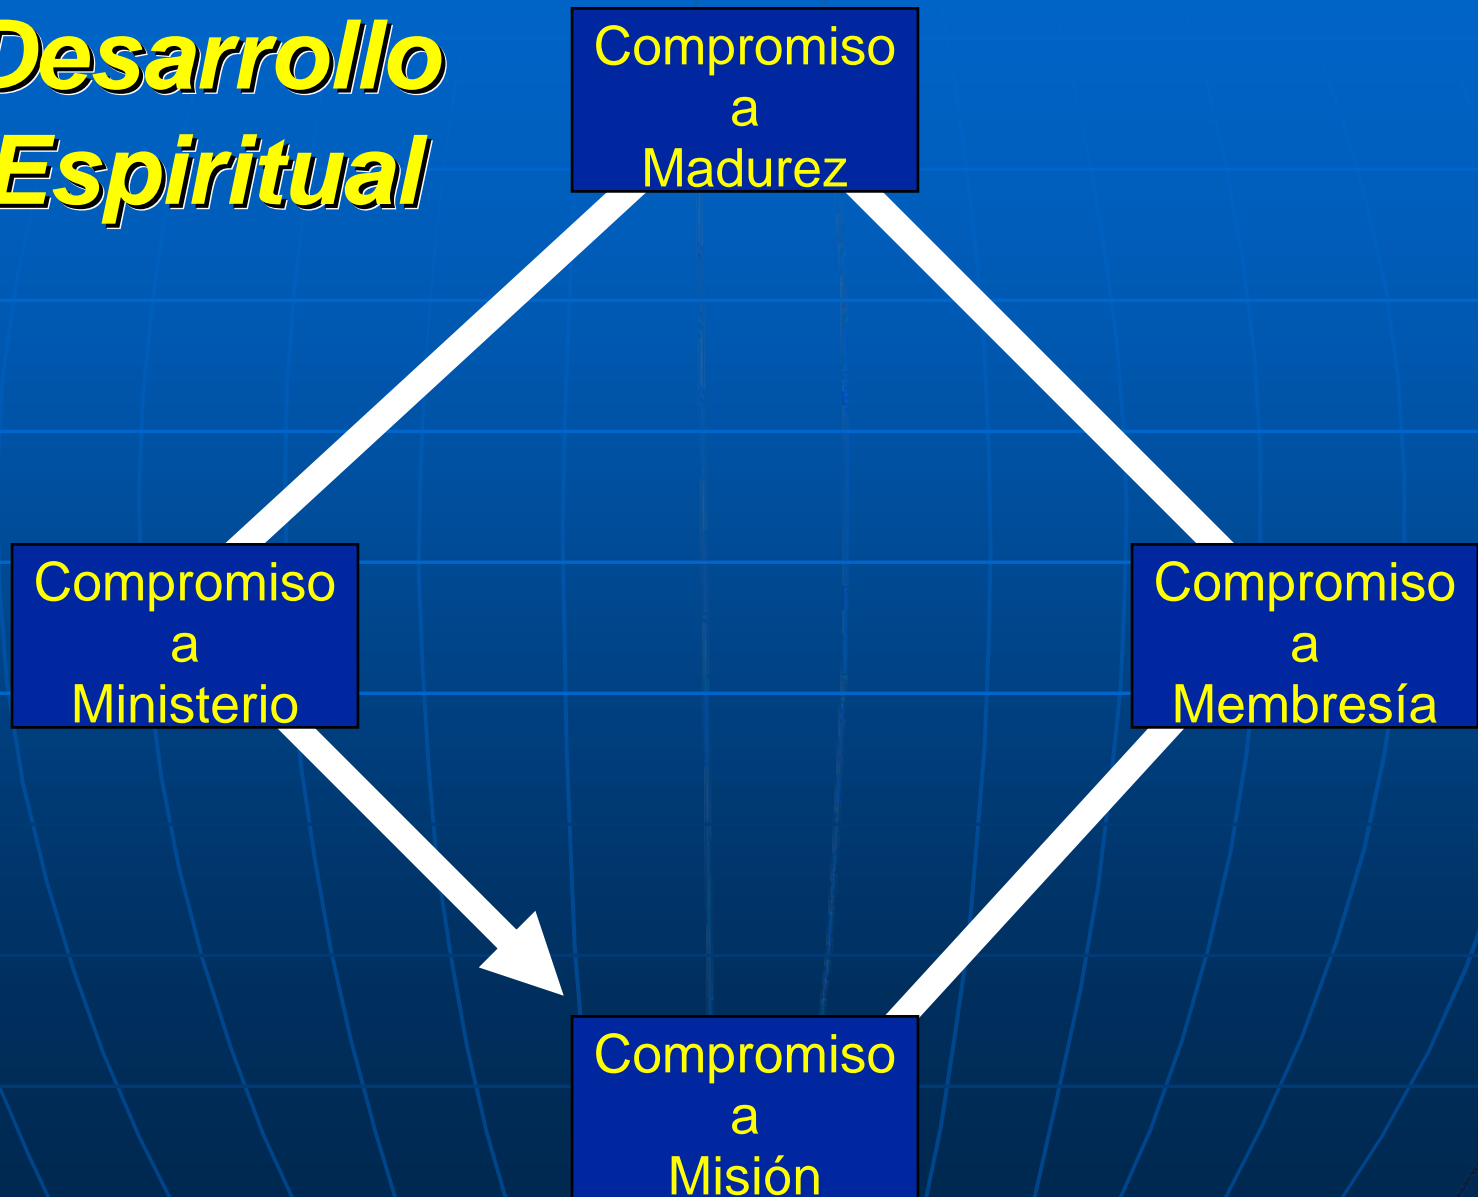 Desarrollo
Espiritual
Compromiso
a
Madurez
Compromiso
a
Ministerio
Compromiso
a
Membresía
Compromiso
a
Misión